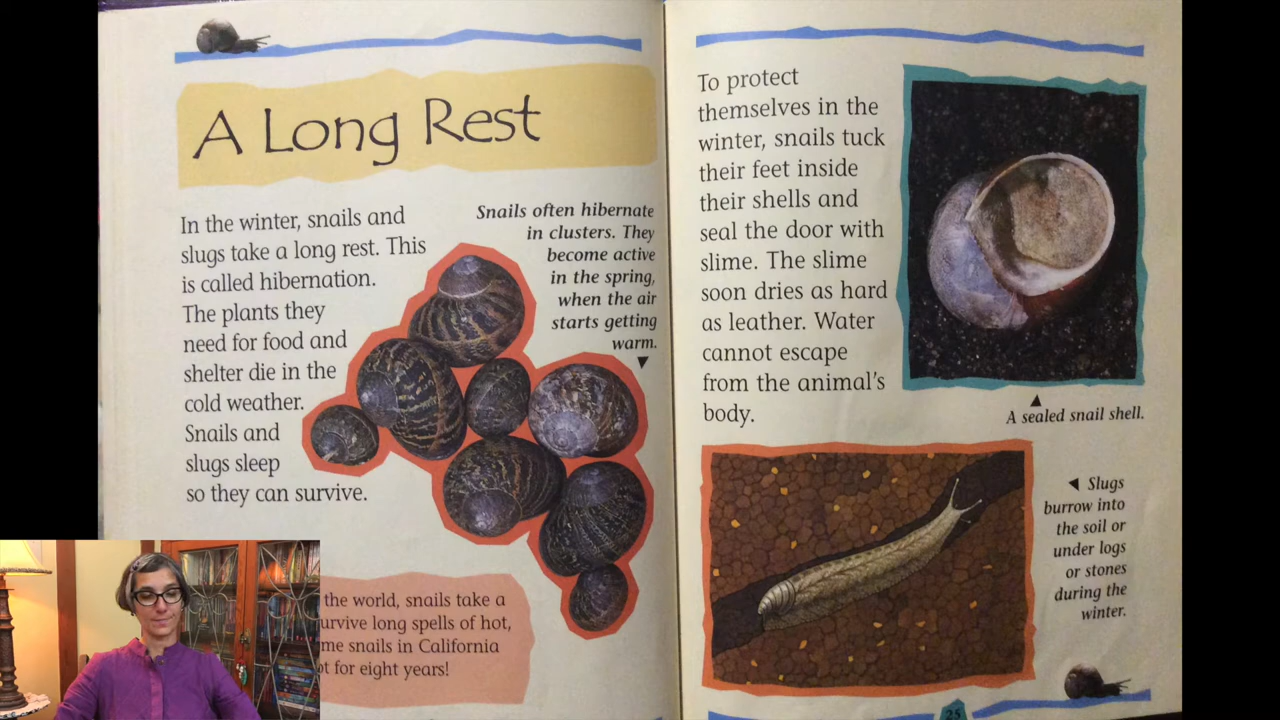 A Long Rest
In the winter, snails and
slugs take a long rest. This
is called hibernation.
The plants they
need for food and
shelter die in the
cold weather.
Snails and
slugs sleep
so they can survive.
Snails often hibernate
in clusters. They
become active
in the spring,
when the air
starts getting
warm.
the world, snails take a
long spells of hot,
snails in California
for eight years!
To protect
themselves in the
winter, snails tuck
their feet inside
their shells and
seal the door with
slime. The slime
soon dries as hard
as leather. Water
cannot escape
from the animal's
body.
A sealed snail shell.
Slugs
burrow into
the soil or
under logs
or stones
during the
winter.
25